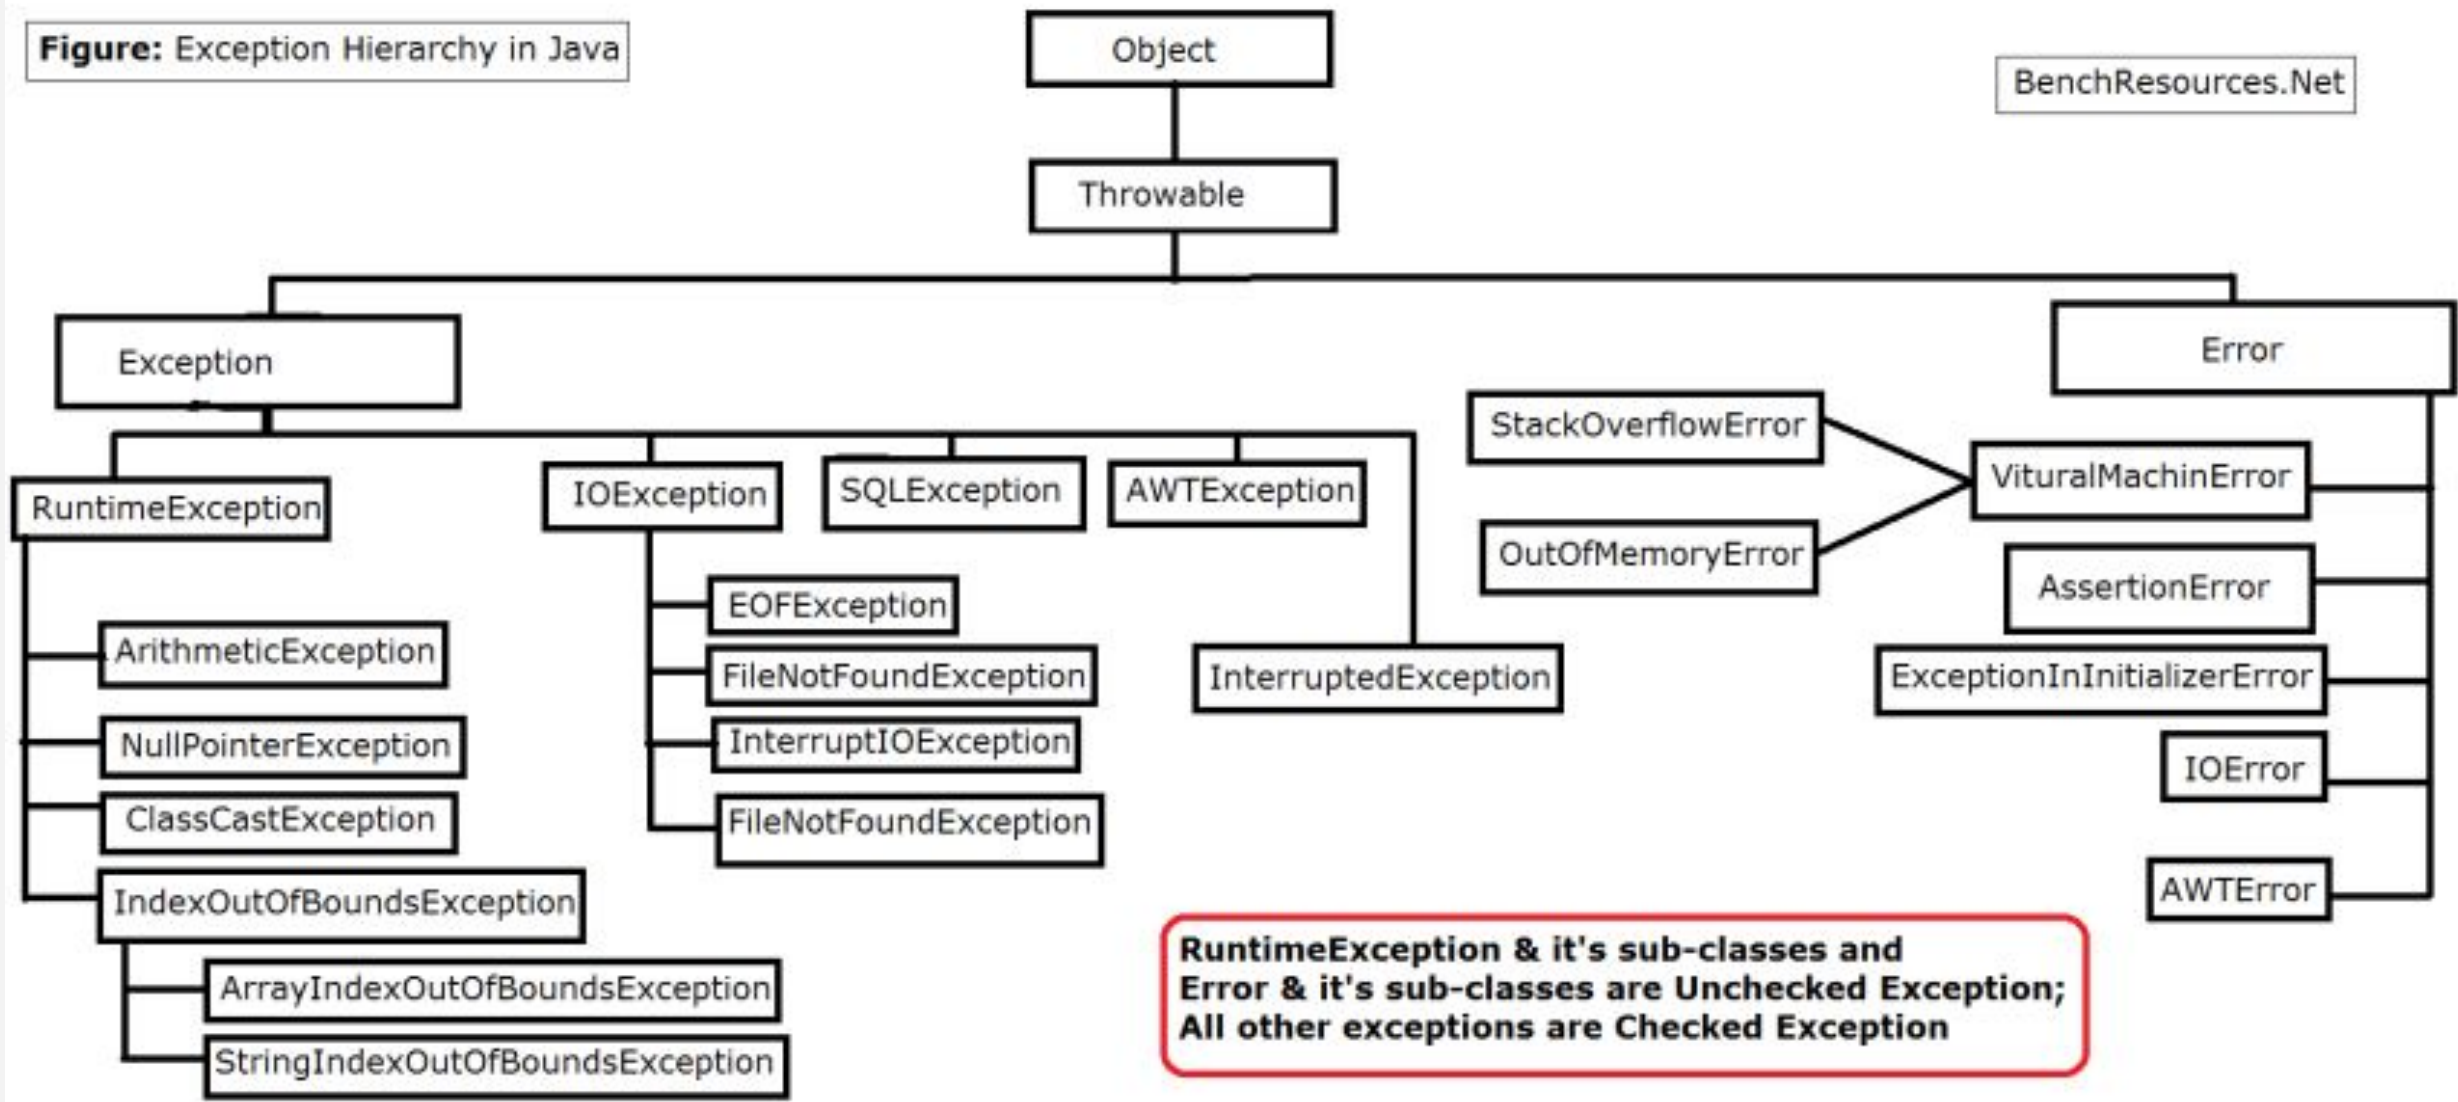 Figure: Exception Hierarchy in Java
Object
BenchResources.Net
Throwable
Exception
Error
RuntimeException
IOException
SQLException
AWTException
StackOverflowError
VituralMachinError
OutOfMemoryError
AssertionError
EOFException
ArithmeticException
FileNotFoundException
InterruptedException
ExceptionInInitializerError
NullPointerException
InterruptIOException
IOError
ClassCastException
FileNotFoundException
IndexOutOfBoundsException
AWTError
ArrayIndexOutOfBoundsException
StringIndexOutOfBoundsException
RuntimeException & it's sub-classes and
Error & it's sub-classes are Unchecked Exception;
All other exceptions are Checked Exception